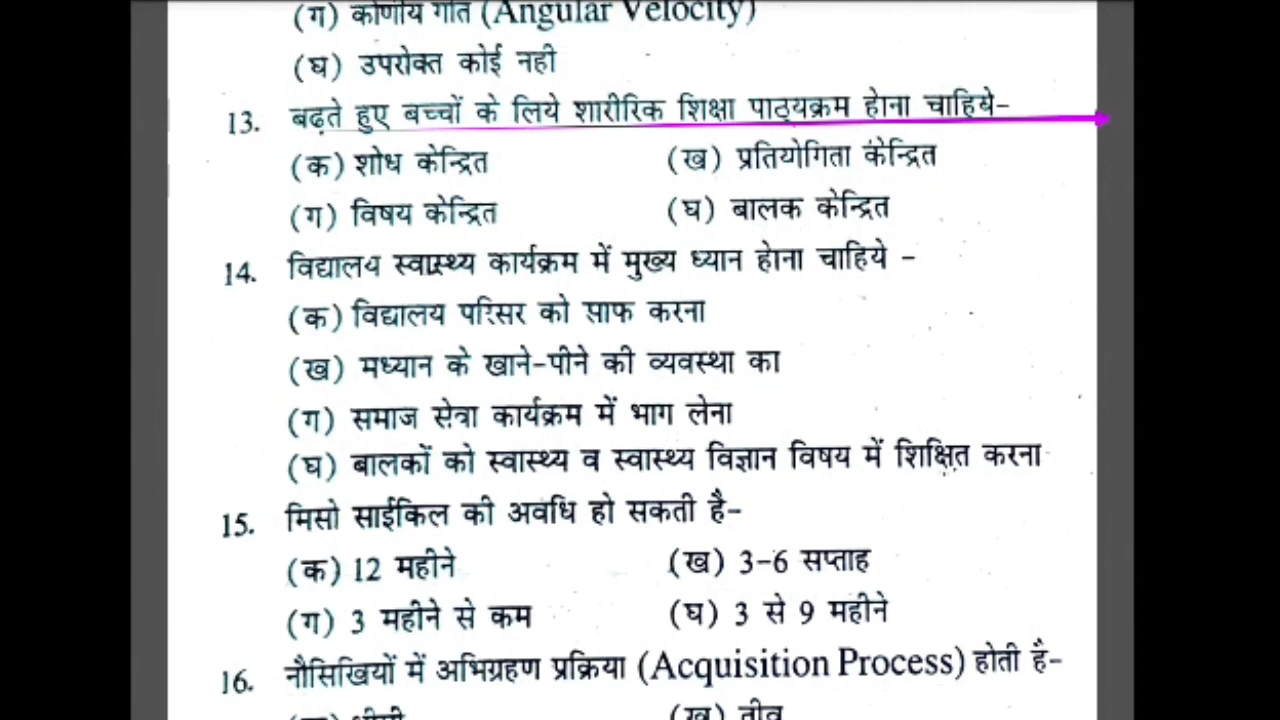 (ग) कोणीय गति (Angular Velocity)
(घ) उपरोक्त कोई नही
13. बढ़ते हुए बच्चों के लिये शारीरिक शिक्षा पाठ्यक्रम होना चाहिये-
(क) शोध केन्द्रित (ख) प्रतियोगिता केन्द्रित
(ग) विषय केन्द्रित (घ) बालक केन्द्रित
14. विद्यालय स्वास्थ्य कार्यक्रम में मुख्य ध्यान होना चाहिये -
(क) विद्यालय परिसर को साफ करना
(ख) मध्यान के खाने-पीने की व्यवस्था का
(ग) समाज सेवा कार्यक्रम में भाग लेना
(घ) बालकों को स्वास्थ्य व स्वास्थ्य विज्ञान विषय में शिक्षित करना
15. मिसो साईकिल की अवधि हो सकती है-
(क) 12 महीने (ख) 3-6 सप्ताह
(ग) 3 महीने से कम (घ) 3 से 9 महीने
16. नौसिखियों में अभिग्रहण प्रक्रिया (Acquisition Process) होती है-
(ख) तीव्र